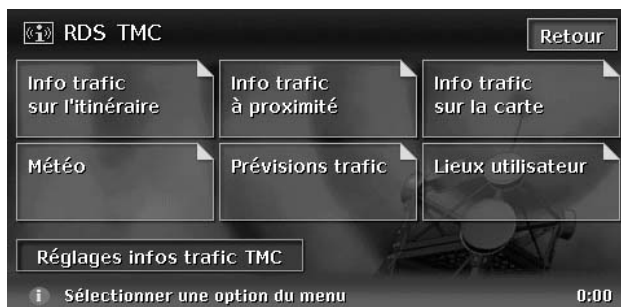 RDS TMC
Retour
Info trafic
sur l'itinéraire
Info trafic
à proximité
Info trafic
sur la carte
Météo
Prévisions trafic
Lieux utilisateur
Réglages infos trafic TMC
Sélectionner une option du menu
0:00